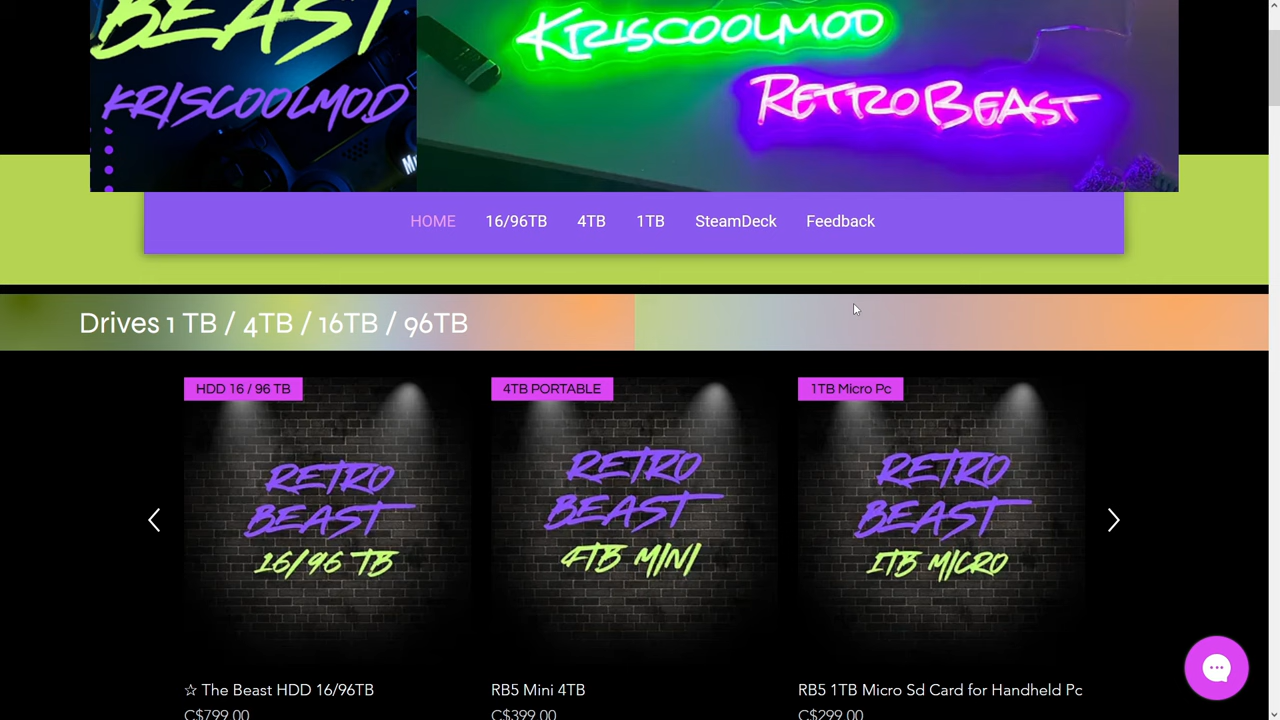 BEAST
KRISCOOLMOD
KRISCOOLMOD
RETROBEAST
HOME 16/96TB 4TB 1TB SteamDeck Feedback
Drives 1 TB / 4TB / 16TB / 96TB
HDD 16 / 96 TB
RETRO
BEAST
16/96 TB
☆ The Beast HDD 16/96TB
C$799.00
4TB PORTABLE
RETRO
BEAST
4TB MINI
RB5 Mini 4TB
C$399.00
1TB Micro Pc
RETRO
BEAST
1TB MICRO
RB5 1TB Micro Sd Card for Handheld Pc
C$299.00